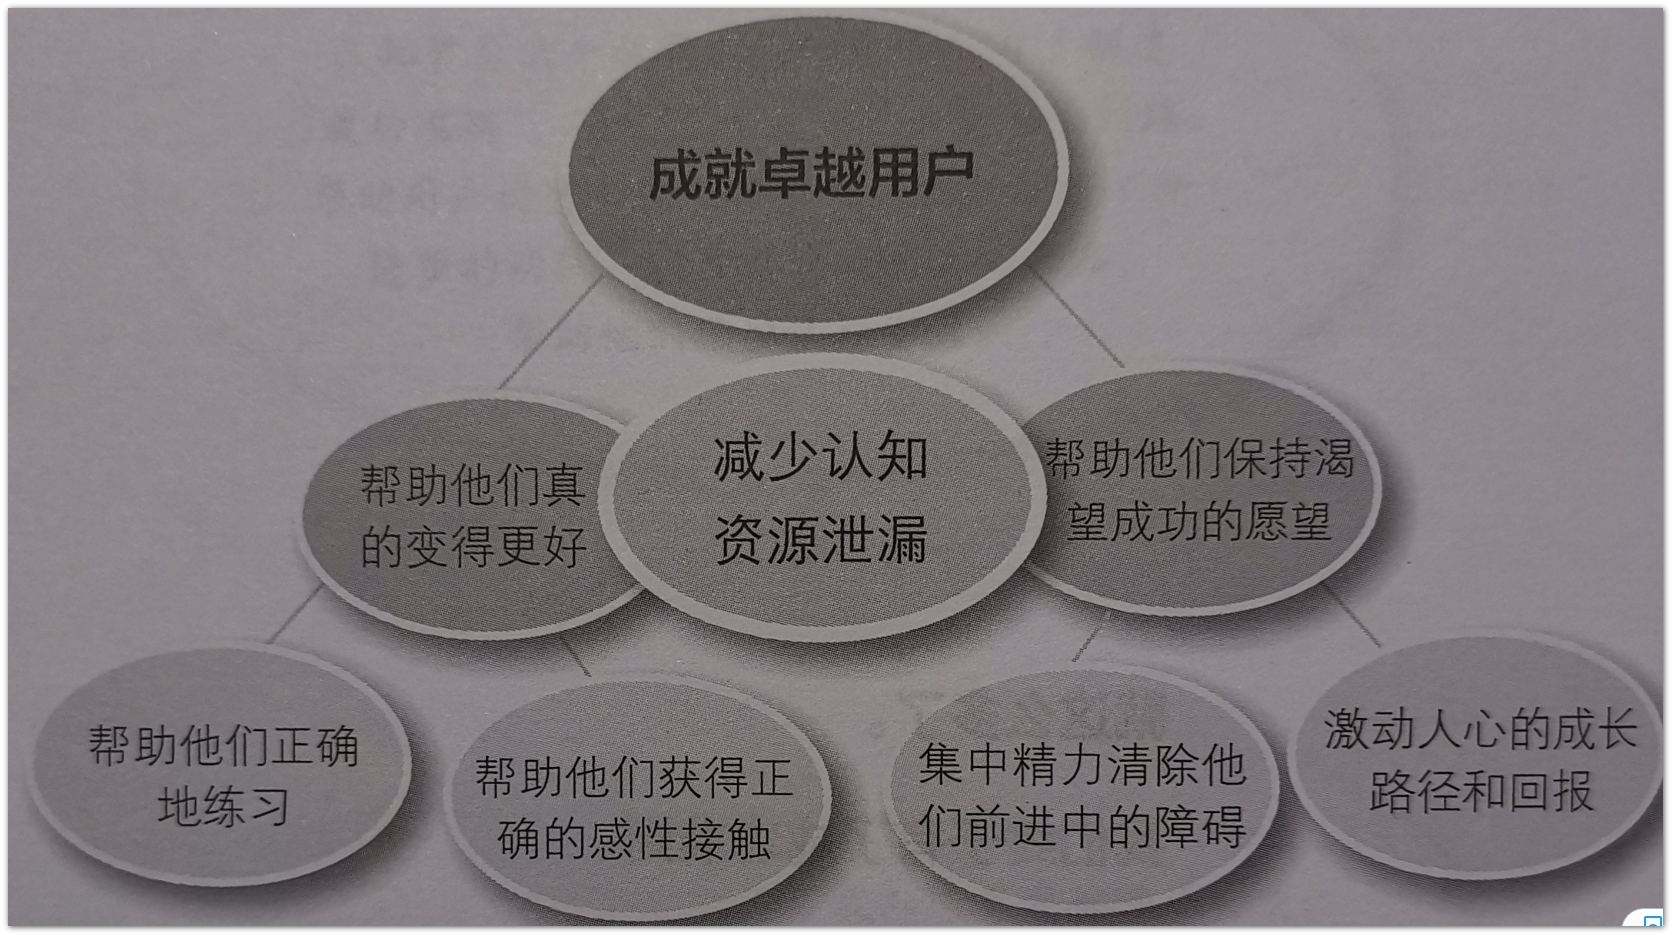 成就卓越用户
帮助他们真
的变得更好
减少认知
资源泄漏
帮助他们保持渴
望成功的愿望
帮助他们正确
地练习
帮助他们获得正
确的感性接触
集中精力清除他
们前进中的障碍
激动人心的成长
路径和回报